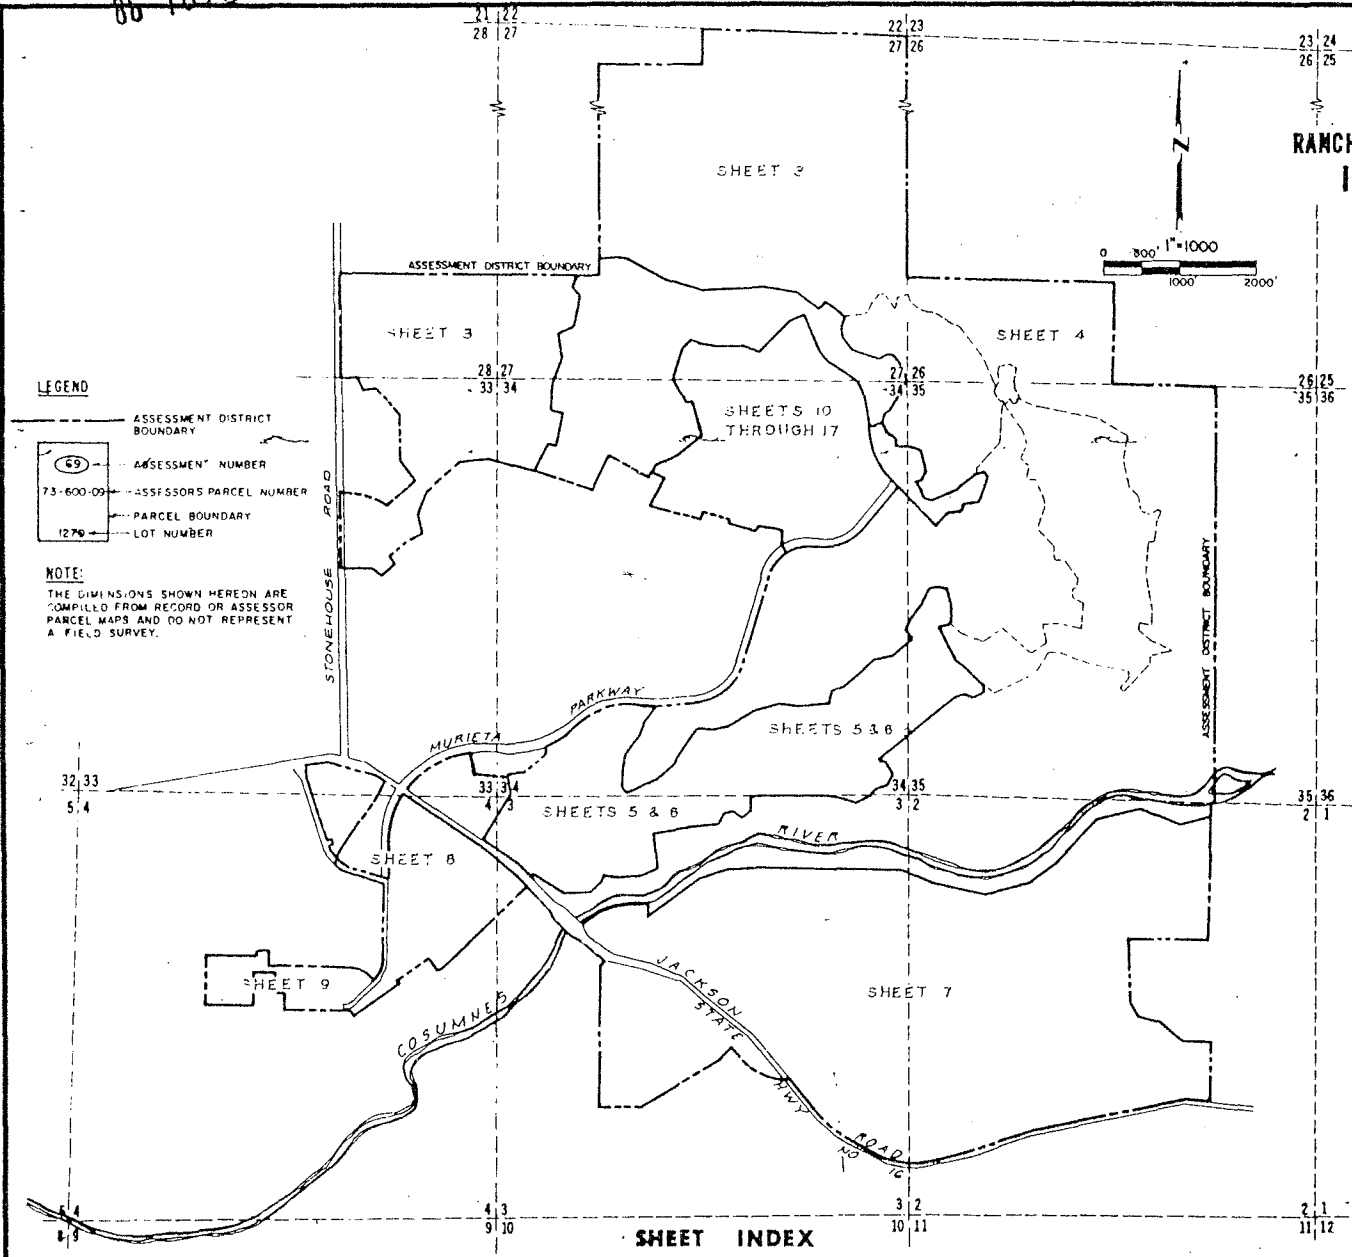 21 22
28 27
22 23
27 26
23 24
26 25
RANCH
N
1"=1000
0 500'
1000 2000'
SHEET 3
ASSESSMENT DISTRICT BOUNDARY
SHEET 3
SHEET 4
28 27
33 34
27 26
34 35
26 25
35 36
LEGEND
ASSESSMENT DISTRICT
BOUNDARY
69 ASSESSMENT NUMBER
73-600-09 ASSESSORS PARCEL NUMBER
PARCEL BOUNDARY
1279 LOT NUMBER
NOTE:
THE DIMENSIONS SHOWN HEREON ARE
COMPILED FROM RECORD OR ASSESSOR
PARCEL MAPS AND DO NOT REPRESENT
A FIELD SURVEY.
SHEETS 10
THROUGH 17
STONEHOUSE ROAD
ASSESSMENT DISTRICT BOUNDARY
MURIETA PARKWAY
SHEETS 5 & 6
32 33
5 4
33 34
4 3
34 35
3 2
35 36
2 1
SHEETS 5 & 6
RIVER
SHEET 8
SHEET 9
COSUMNES
JACKSON ROAD
STATE HWY NO 16
SHEET 7
5 4
8 9
4 3
9 10
3 2
10 11
2 1
11 12
SHEET INDEX